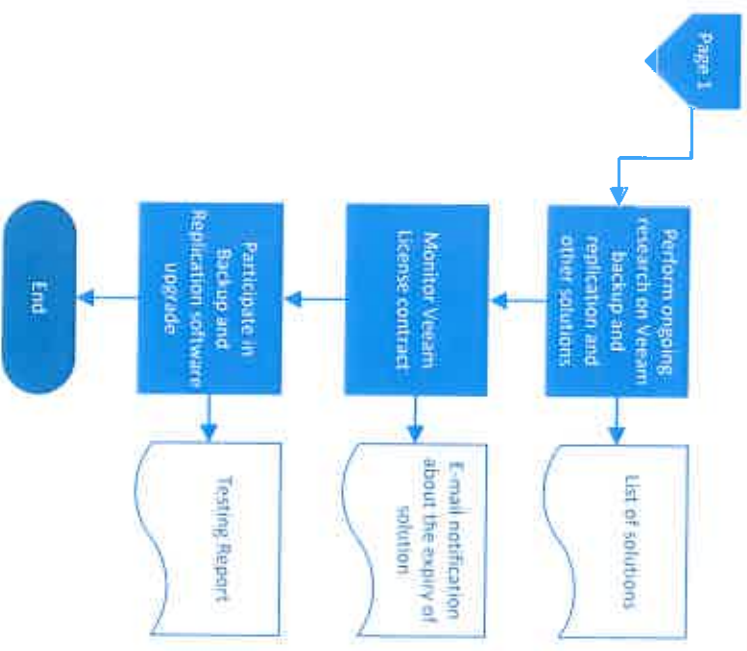 Page 1
Perform ongoing
research on Veeam
backup and
replication and
other solutions
List of solutions
Monitor Veeam
License contract
E-mail notification
about the expiry of
solution
Participate in
Backup and
Replication software
upgrade
Testing Report
End